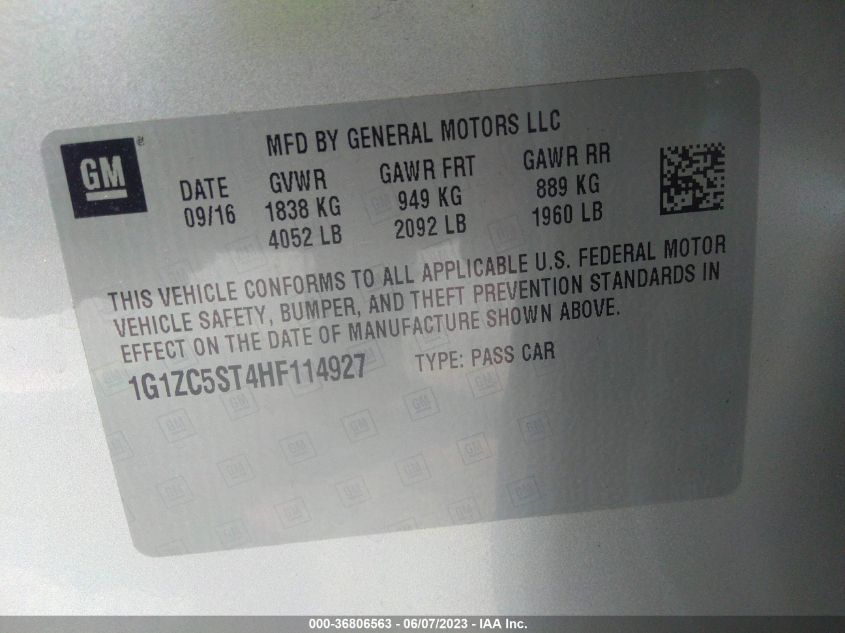 MFD BY GENERAL MOTORS LLC
GM®
DATE GVWR GAWR FRT GAWR RR
09/16 1838 KG 949 KG 889 KG
4052 LB 2092 LB 1960 LB
THIS VEHICLE CONFORMS TO ALL APPLICABLE U.S. FEDERAL MOTOR
VEHICLE SAFETY, BUMPER, AND THEFT PREVENTION STANDARDS IN
EFFECT ON THE DATE OF MANUFACTURE SHOWN ABOVE.
1G1ZC5ST4HF114927 TYPE: PASS CAR
000-36806563 - 06/07/2023 - IAA Inc.